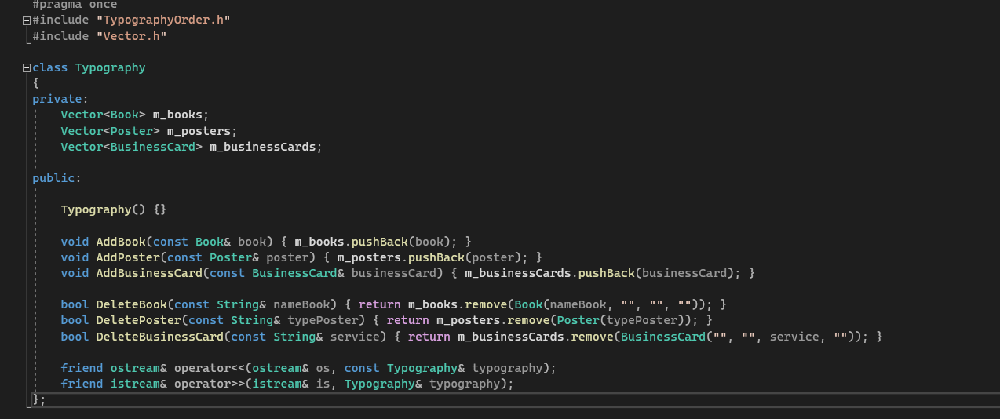 #pragma once
#include "TypographyOrder.h"
#include "Vector.h"
class Typography
{
private:
Vector<Book> m_books;
Vector<Poster> m_posters;
Vector<BusinessCard> m_businessCards;
public:
Typography() {}
void AddBook(const Book& book) { m_books.pushBack(book); }
void AddPoster(const Poster& poster) { m_posters.pushBack(poster); }
void AddBusinessCard(const BusinessCard& businessCard) { m_businessCards.pushBack(businessCard); }
bool DeleteBook(const String& nameBook) { return m_books.remove(Book(nameBook, "", "", "")); }
bool DeletePoster(const String& typePoster) { return m_posters.remove(Poster(typePoster)); }
bool DeleteBusinessCard(const String& service) { return m_businessCards.remove(BusinessCard("", "", service, "")); }
friend ostream& operator<<(ostream& os, const Typography& typography);
friend istream& operator>>(istream& is, Typography& typography);
};